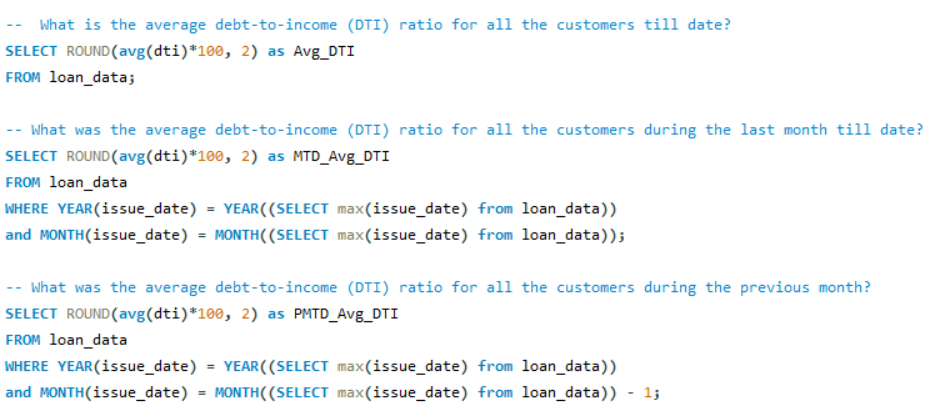 --  What is the average debt-to-income (DTI) ratio for all the customers till date?
SELECT ROUND(avg(dti)*100, 2) as Avg_DTI
FROM loan_data;
-- What was the average debt-to-income (DTI) ratio for all the customers during the last month till date?
SELECT ROUND(avg(dti)*100, 2) as MTD_Avg_DTI
FROM loan_data
WHERE YEAR(issue_date) = YEAR((SELECT max(issue_date) from loan_data))
and MONTH(issue_date) = MONTH((SELECT max(issue_date) from loan_data));
-- What was the average debt-to-income (DTI) ratio for all the customers during the previous month?
SELECT ROUND(avg(dti)*100, 2) as PMTD_Avg_DTI
FROM loan_data
WHERE YEAR(issue_date) = YEAR((SELECT max(issue_date) from loan_data))
and MONTH(issue_date) = MONTH((SELECT max(issue_date) from loan_data)) - 1;